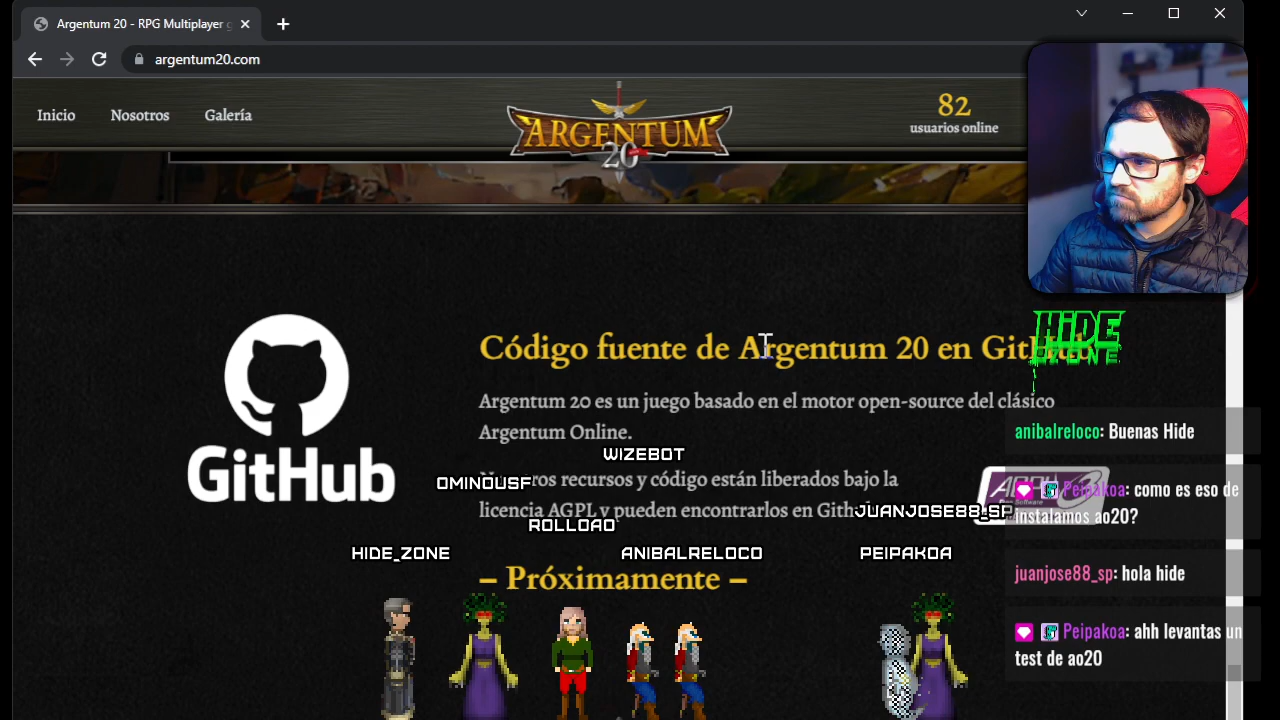 Argentum 20 - RPG Multiplayer
argentum20.com
Inicio
Nosotros
Galería
ARGENTUM
20
82
usuarios online
GitHub
Código fuente de Argentum 20 en GitHub
Argentum 20 es un juego basado en el motor open-source del clásico
Argentum Online.
ros recursos y código están liberados bajo la
licencia AGPL y pueden encontrarlos en Gith
WIZEBOT
OMINOUSF
ROLLOAO
JUANJOSE88_SP
HIDE_ZONE
ANIBALRELOCO
PEIPAKOA
– Próximamente –
HiDE
ZONE
anibalreloco: Buenas Hide
Peipakoa: como es eso de
instalamos ao20?
juanjose88_sp: hola hide
Peipakoa: ahh levantas un
test de ao20